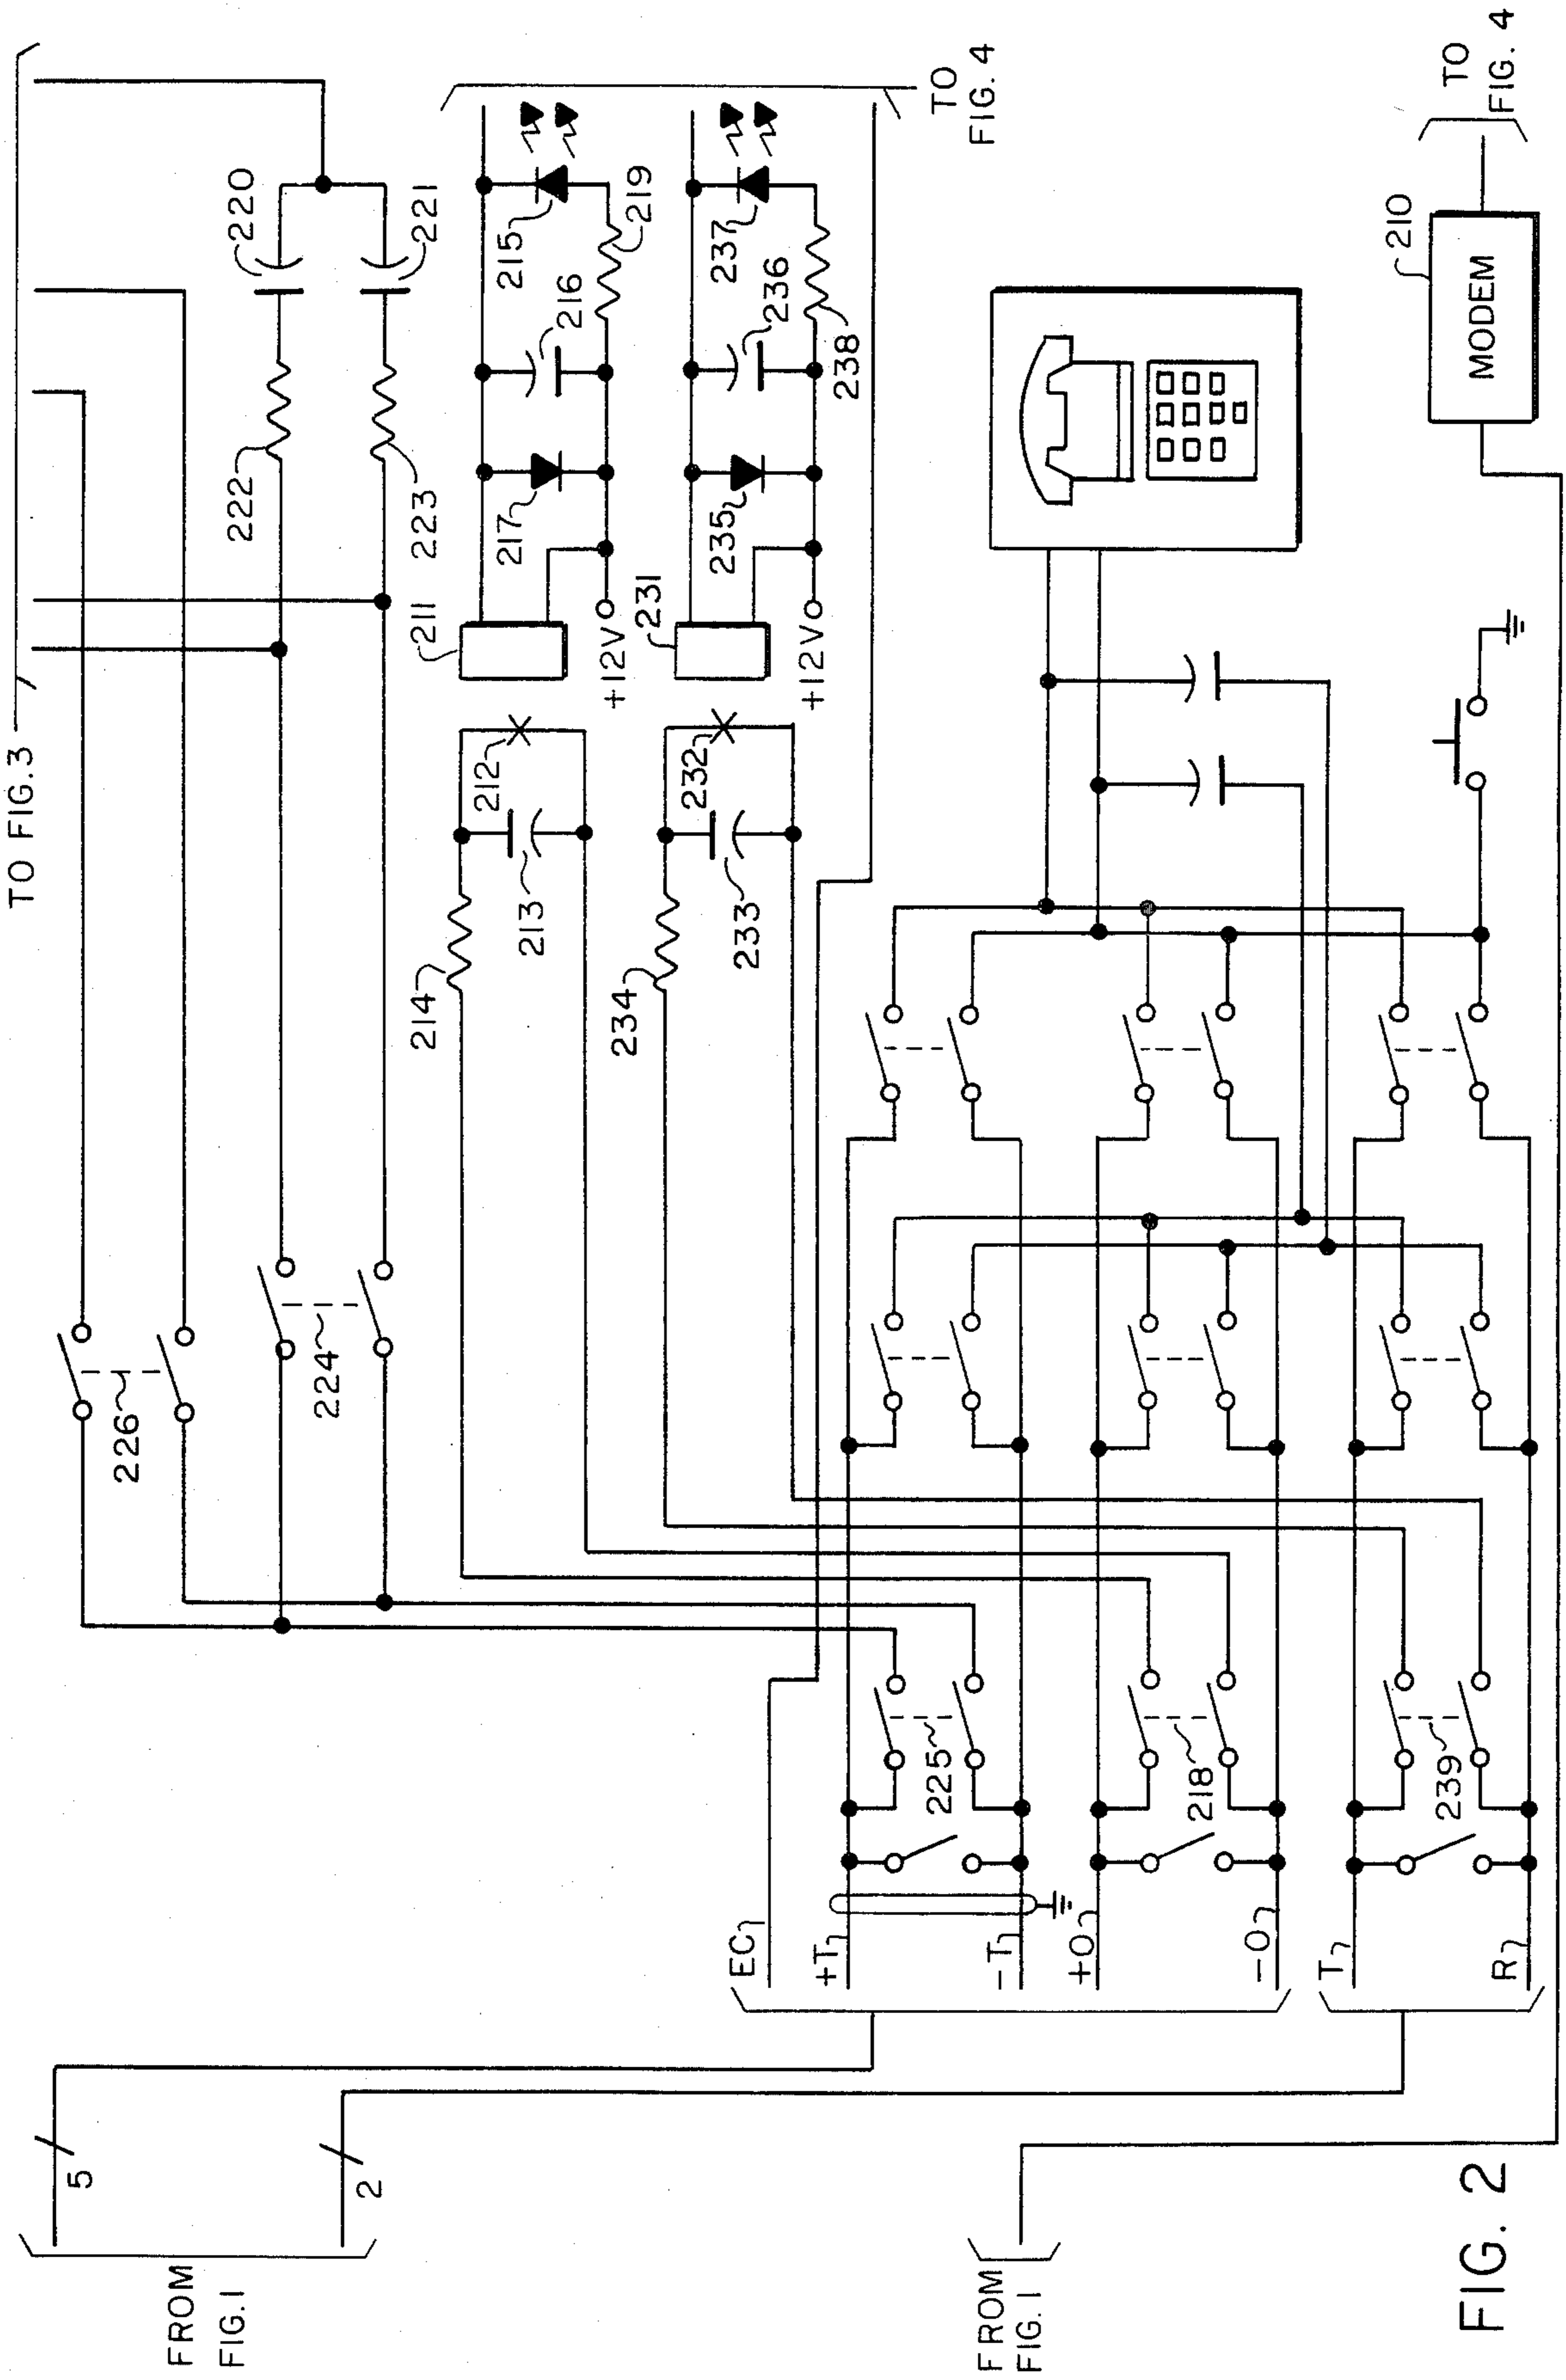 TO FIG.3
220
221
222
223
211
+12V
215
216
217
219
231
+12V
237
236
235
238
TO
FIG. 4
212
213
214
232
233
234
226
224
210
MODEM
TO
FIG. 4
EC
+T
-T
+O
-O
T
R
225
218
239
5
2
FROM
FIG.1
FROM
FIG. 1
FIG. 2